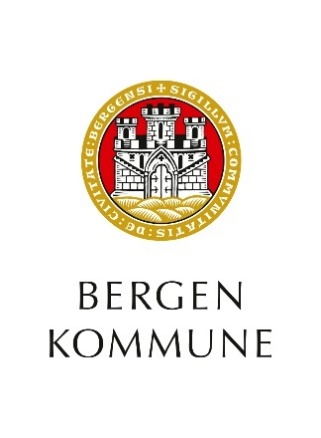 SIGILLVM : COMMVNITATIS : DE : CIVITATE : BERGENSI +
BERGEN
KOMMUNE